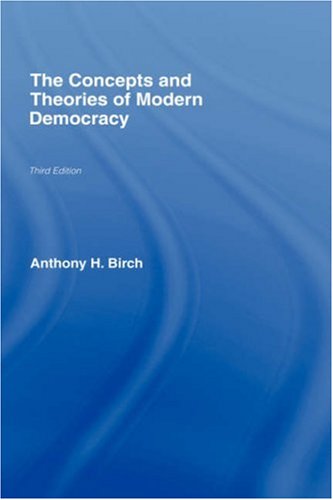 The Concepts and
Theories of Modern
Democracy
Third Edition
Anthony H. Birch